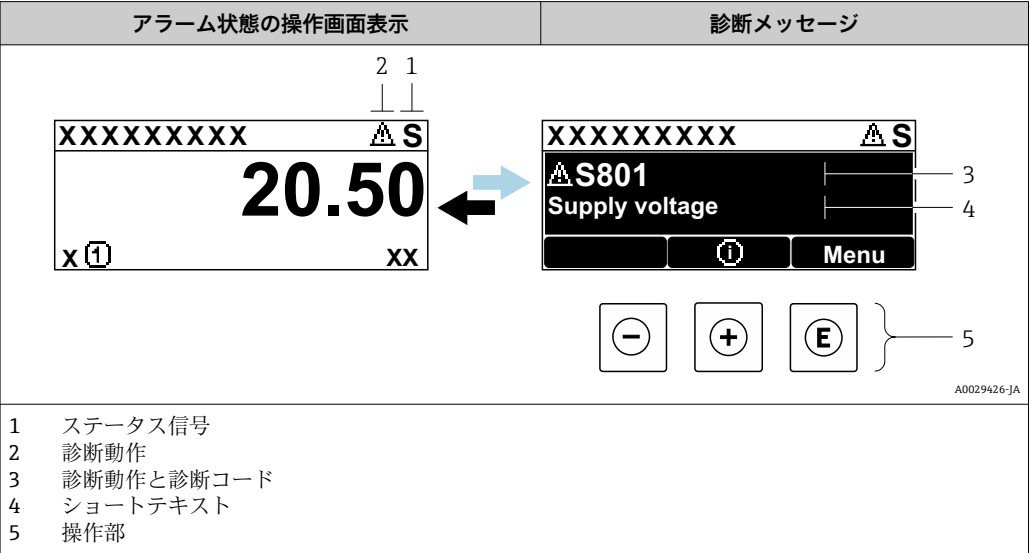 アラーム状態の操作画面表示
診断メッセージ
2 1
XXXXXXXXX ⚠ S
20.50
x ① xx
XXXXXXXXX ⚠ S
⚠S801
Supply voltage
ⓘ Menu
3
4
− + E
5
A0029426-JA
1 ステータス信号
2 診断動作
3 診断動作と診断コード
4 ショートテキスト
5 操作部